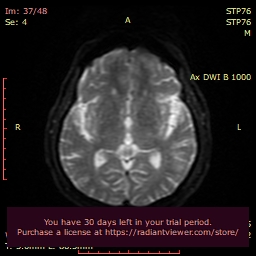 Im: 37/48
Se: 4
A
STP76
STP76
M
Ax DWI B 1000
R
L
You have 30 days left in your trial period.
Purchase a license at https://radiantviewer.com/store/